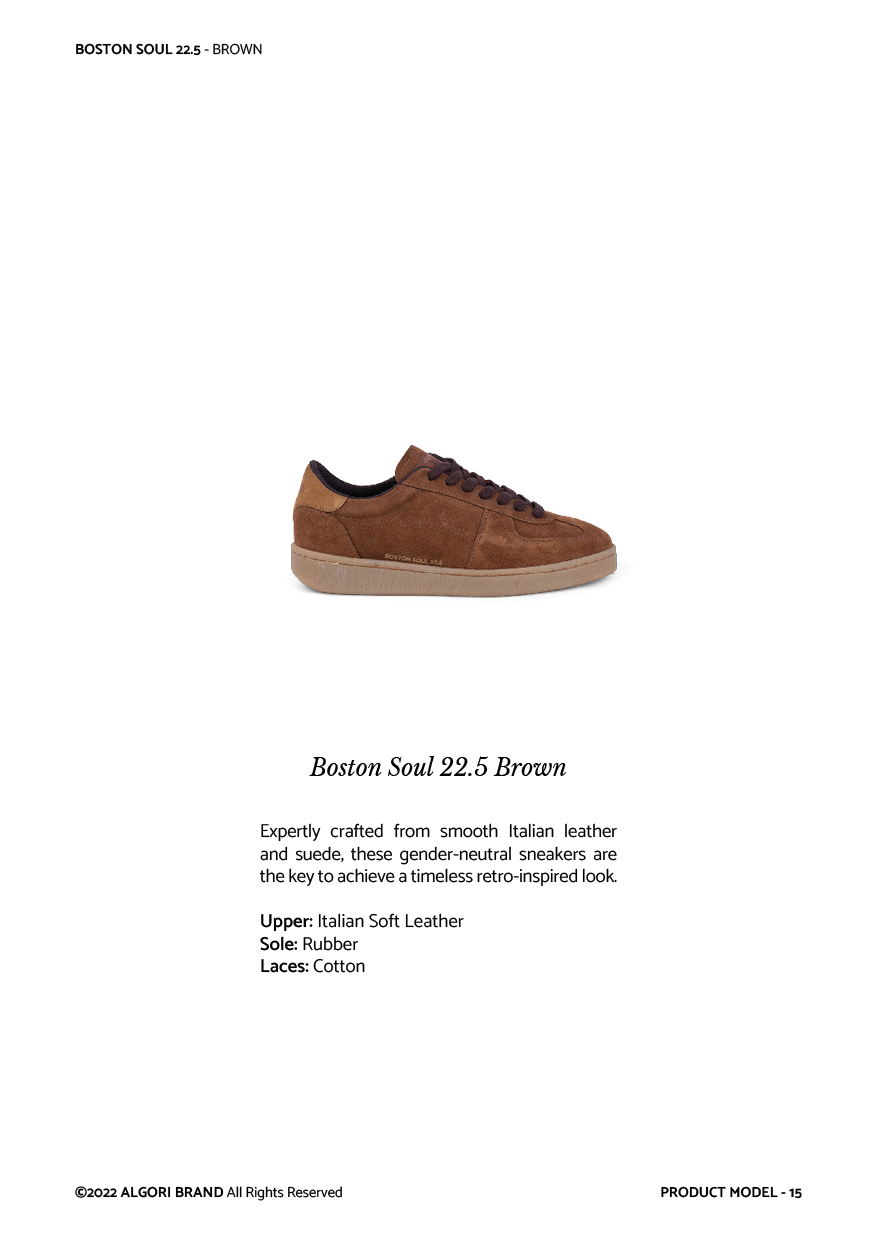 BOSTON SOUL 22.5 - BROWN
BOSTON SOUL 22.5
Boston Soul 22.5 Brown
Expertly crafted from smooth Italian leather
and suede, these gender-neutral sneakers are
the key to achieve a timeless retro-inspired look.
Upper: Italian Soft Leather
Sole: Rubber
Laces: Cotton
©2022 ALGORI BRAND All Rights Reserved
PRODUCT MODEL - 15